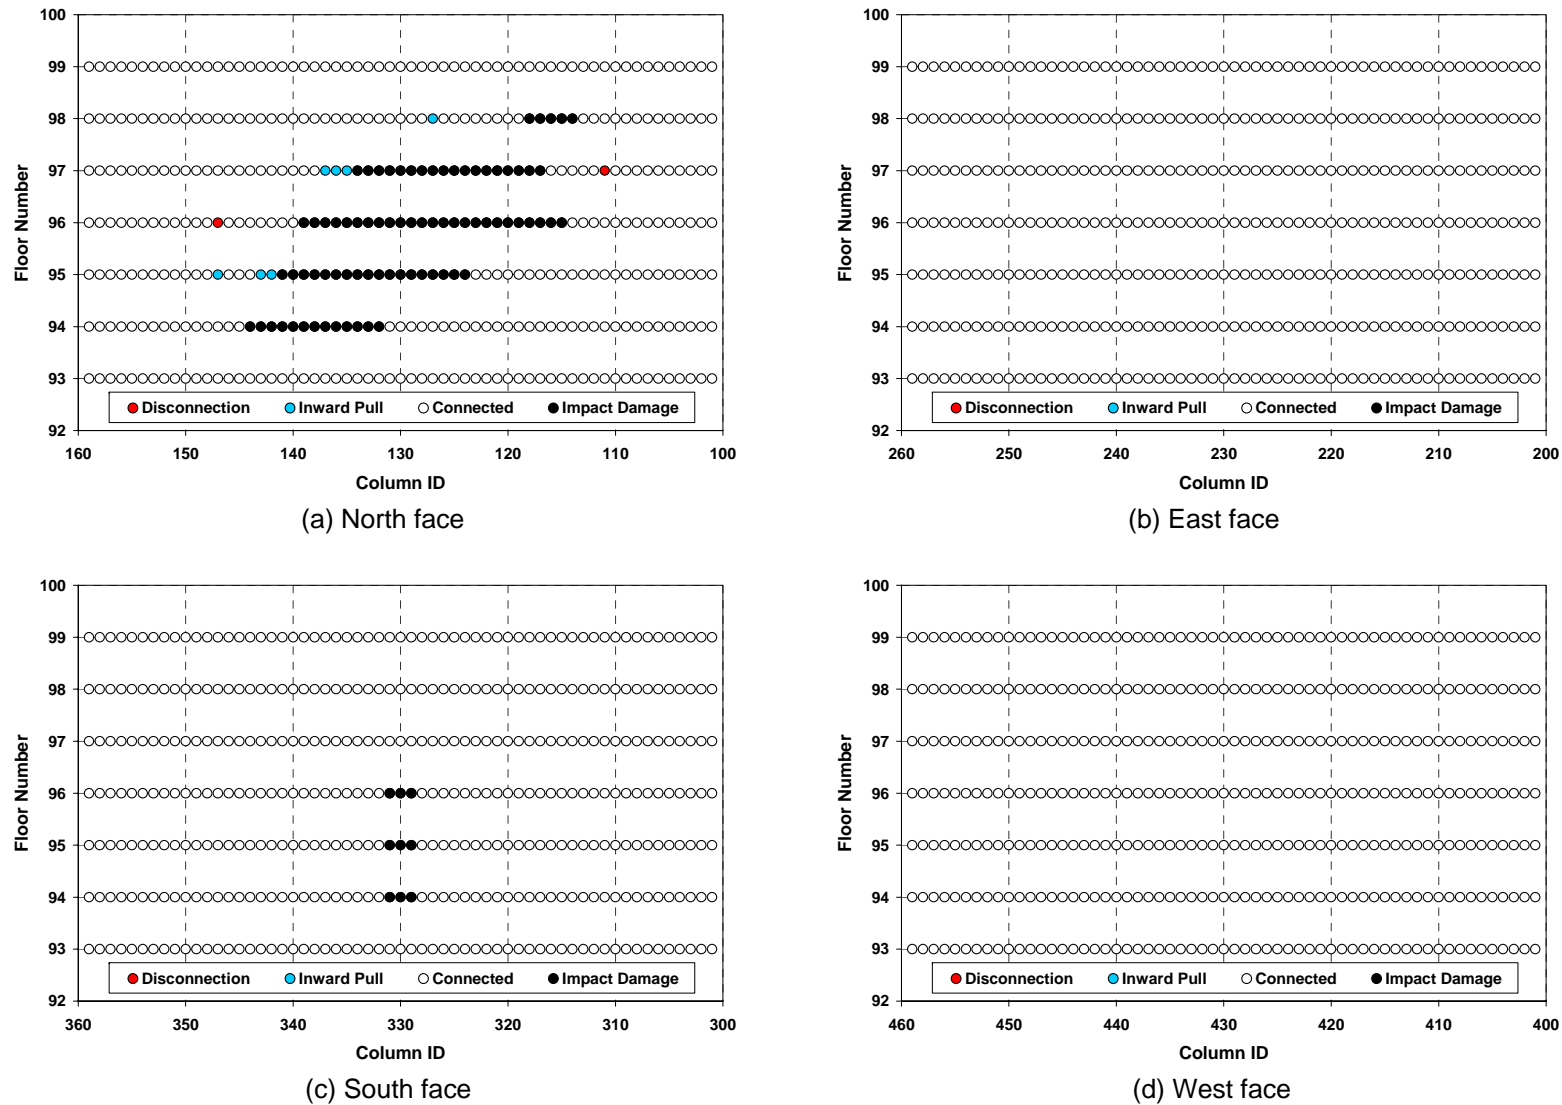 100
99
98
97
96
95
94
93
92
Floor Number
Disconnection Inward Pull Connected Impact Damage
160 150 140 130 120 110 100
Column ID
(a) North face
100
99
98
97
96
95
94
93
92
Floor Number
Disconnection Inward Pull Connected Impact Damage
260 250 240 230 220 210 200
Column ID
(b) East face
100
99
98
97
96
95
94
93
92
Floor Number
Disconnection Inward Pull Connected Impact Damage
360 350 340 330 320 310 300
Column ID
(c) South face
100
99
98
97
96
95
94
93
92
Floor Number
Disconnection Inward Pull Connected Impact Damage
460 450 440 430 420 410 400
Column ID
(d) West face